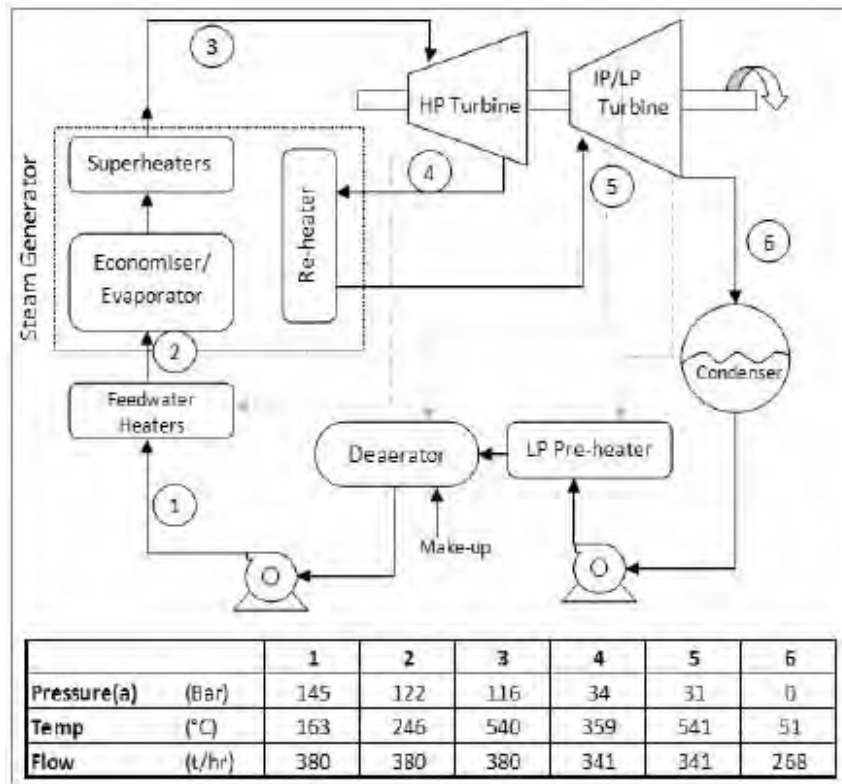 3
HP Turbine
IP/LP
Turbine
Steam Generator
Superheaters
Re-heater
4
5
6
Economiser/
Evaporator
2
Condenser
Feedwater
Heaters
Deaerator
LP Pre-heater
1
Make-up
1 2 3 4 5 6
Pressure(a) (Bar) 145 122 116 34 31 0
Temp (°C) 163 246 540 359 541 51
Flow (t/hr) 380 380 380 341 341 268